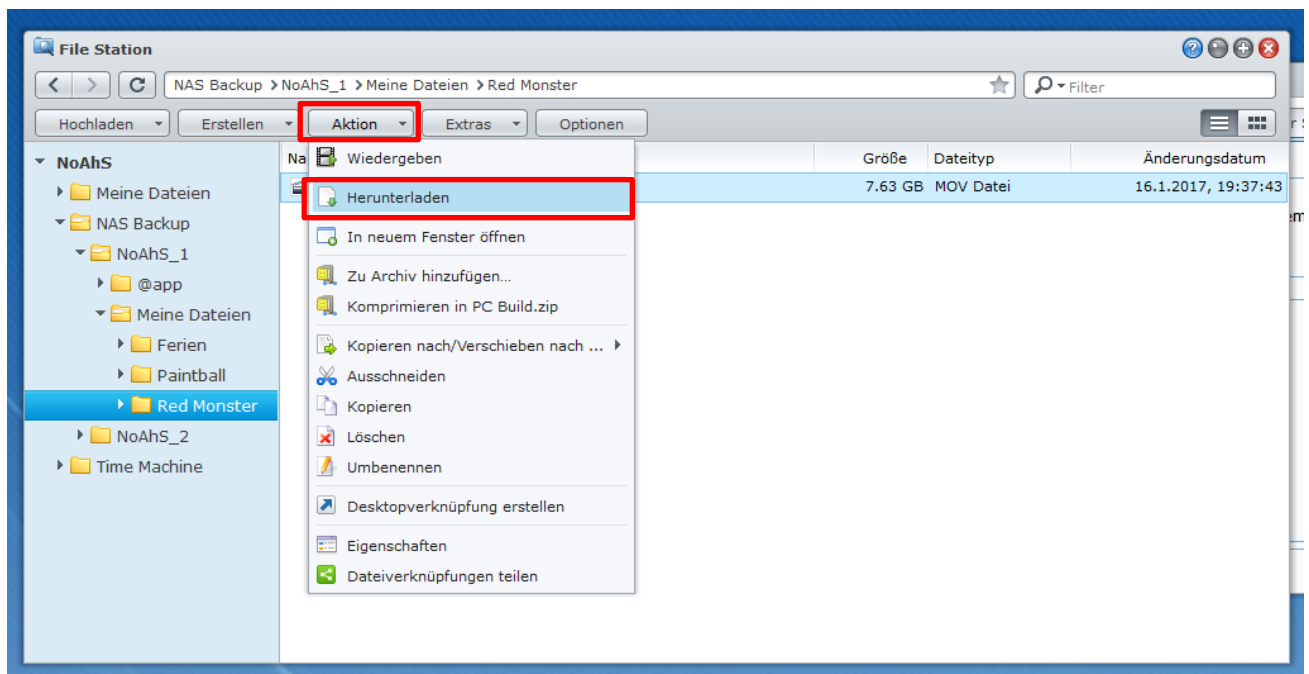 File Station
NAS Backup > NoAhS_1 > Meine Dateien > Red Monster
Filter
Hochladen Erstellen Aktion Extras Optionen
NoAhS
Meine Dateien
NAS Backup
NoAhS_1
@app
Meine Dateien
Ferien
Paintball
Red Monster
NoAhS_2
Time Machine
Na Größe Dateityp Änderungsdatum
7.63 GB MOV Datei 16.1.2017, 19:37:43
Wiedergeben
Herunterladen
In neuem Fenster öffnen
Zu Archiv hinzufügen...
Komprimieren in PC Build.zip
Kopieren nach/Verschieben nach ...
Ausschneiden
Kopieren
Löschen
Umbenennen
Desktopverknüpfung erstellen
Eigenschaften
Dateiverknüpfungen teilen